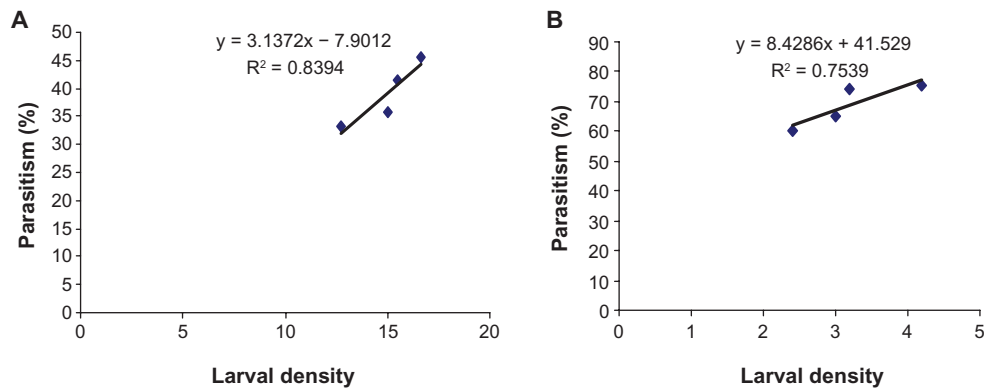 A
y = 3.1372x − 7.9012
R² = 0.8394
Parasitism (%)
50
45
40
35
30
25
20
15
10
5
0
0 5 10 15 20
Larval density
B
y = 8.4286x + 41.529
R² = 0.7539
Parasitism (%)
90
80
70
60
50
40
30
20
10
0
0 1 2 3 4 5
Larval density